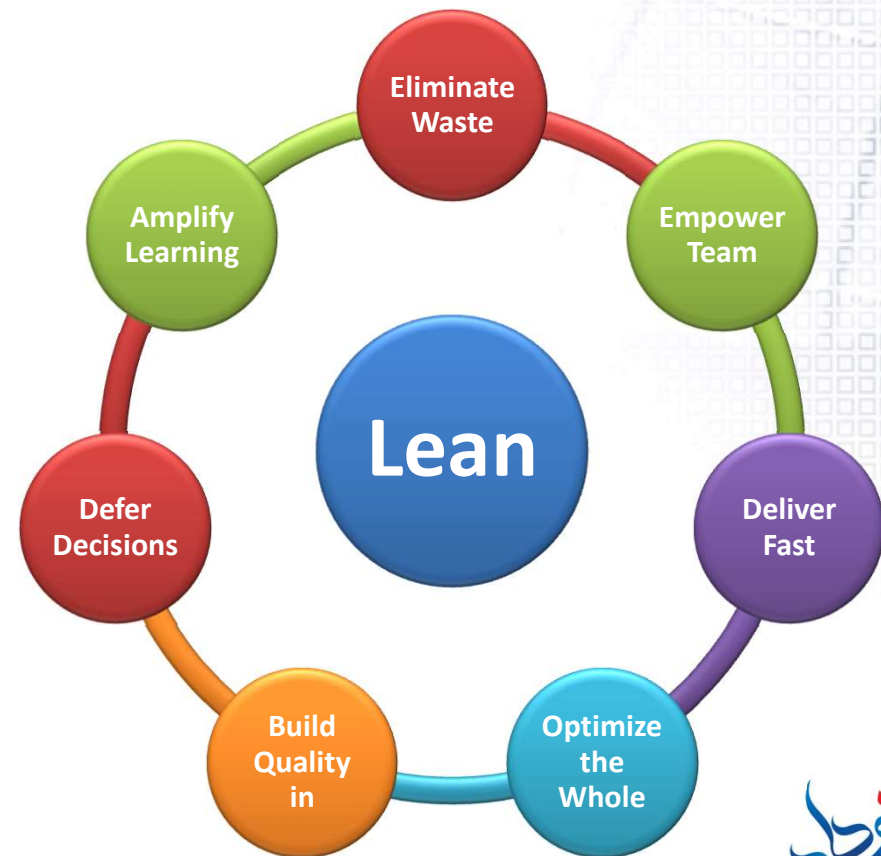 Eliminate
Waste
Empower
Team
Deliver
Fast
Optimize
the
Whole
Build
Quality
in
Defer
Decisions
Amplify
Learning
Lean